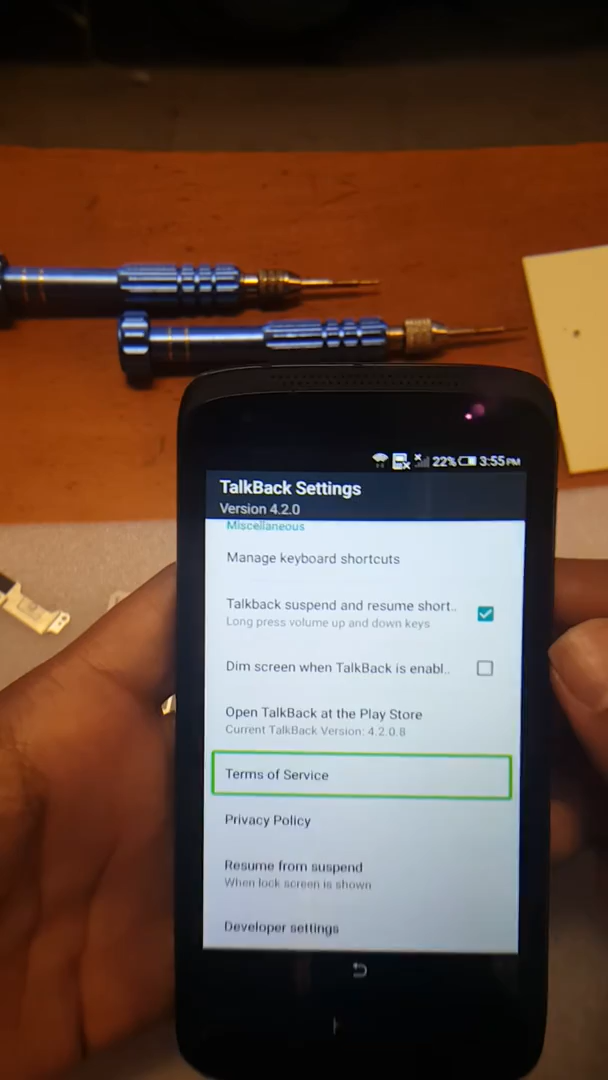 22% 3:55 PM
TalkBack Settings
Version 4.2.0
Miscellaneous
Manage keyboard shortcuts
Talkback suspend and resume short..
Long press volume up and down keys
Dim screen when TalkBack is enabl..
Open TalkBack at the Play Store
Current TalkBack Version: 4.2.0.8
Terms of Service
Privacy Policy
Resume from suspend
When lock screen is shown
Developer settings